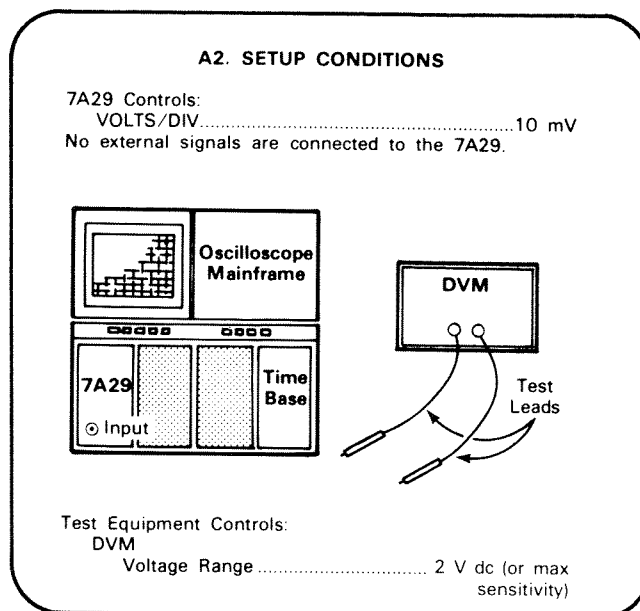 A2. SETUP CONDITIONS
7A29 Controls:
VOLTS/DIV..................................................10 mV
No external signals are connected to the 7A29.
Oscilloscope
Mainframe
DVM
7A29
Time
Base
Input
Test
Leads
Test Equipment Controls:
DVM
Voltage Range ............................ 2 V dc (or max
sensitivity)